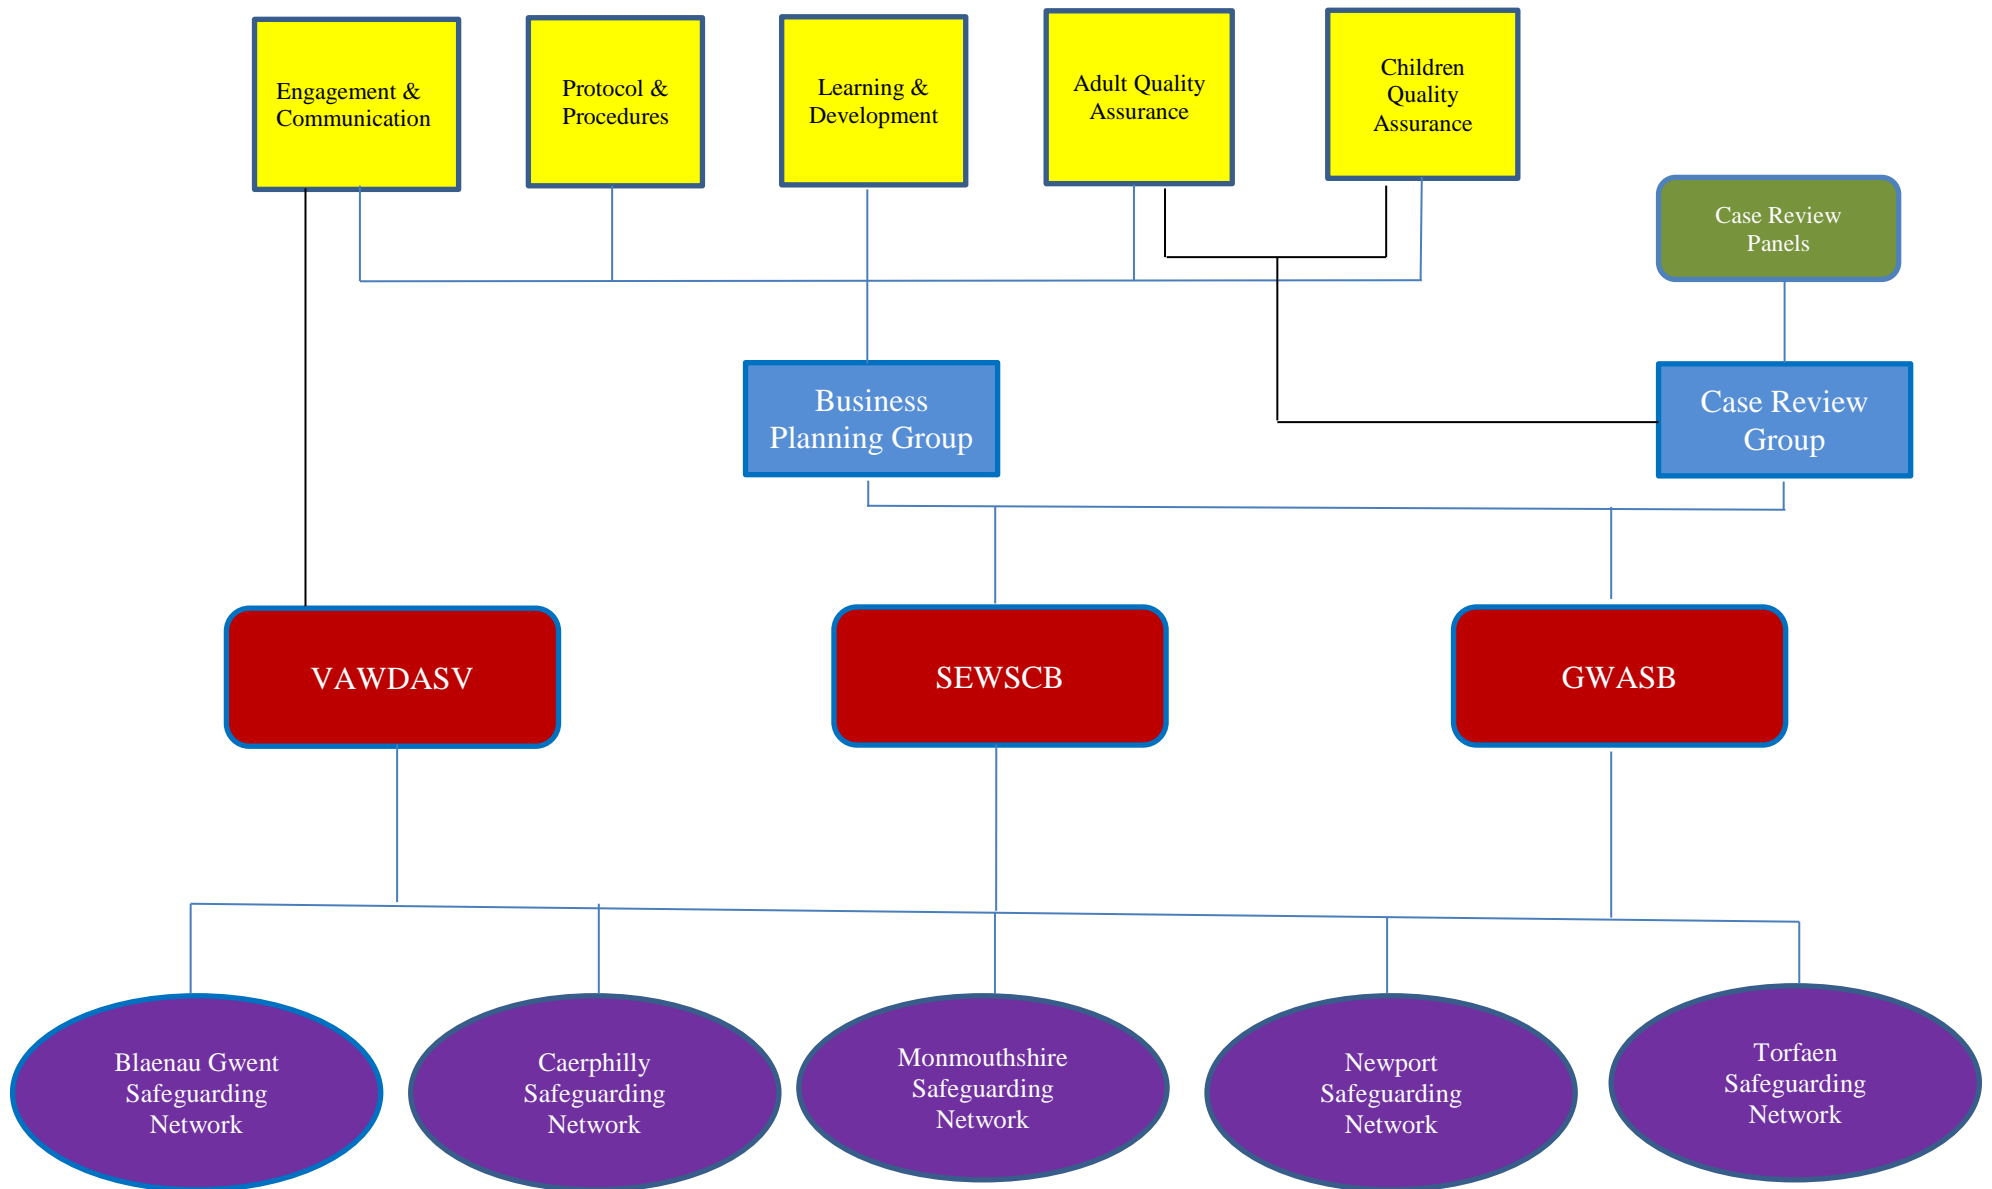 Engagement &
Communication
Protocol &
Procedures
Learning &
Development
Adult Quality
Assurance
Children
Quality
Assurance
Case Review
Panels
Business
Planning Group
Case Review
Group
VAWDASV
SEWSCB
GWASB
Blaenau Gwent
Safeguarding
Network
Caerphilly
Safeguarding
Network
Monmouthshire
Safeguarding
Network
Newport
Safeguarding
Network
Torfaen
Safeguarding
Network